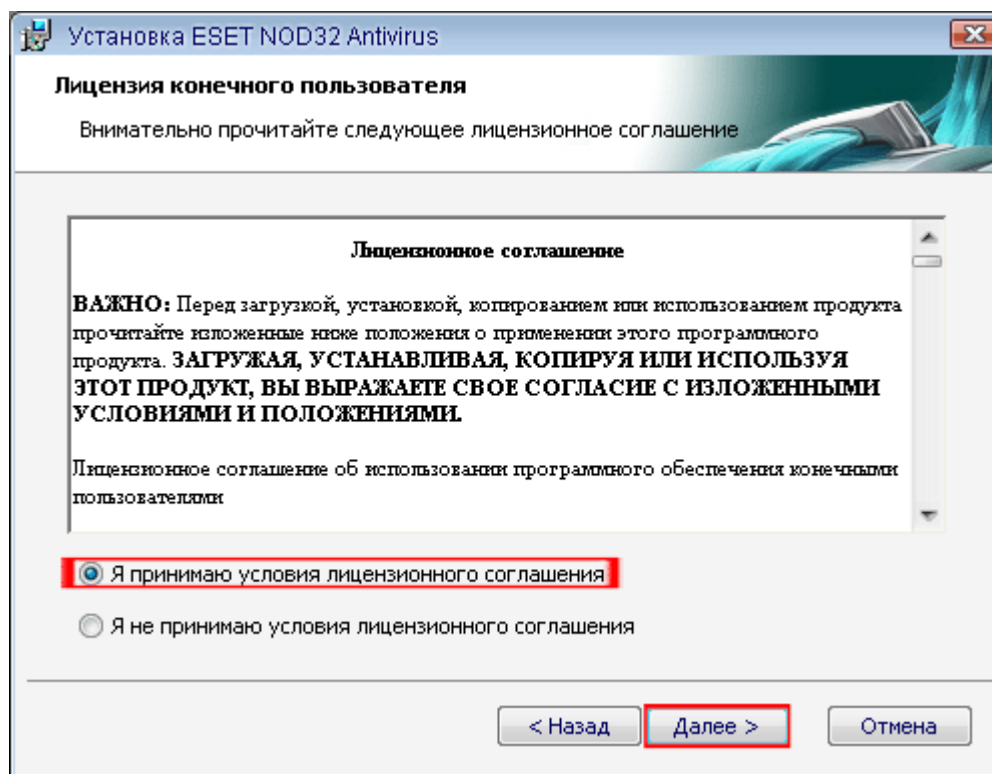 Установка ESET NOD32 Antivirus
Лицензия конечного пользователя
Внимательно прочитайте следующее лицензионное соглашение
Лицензионное соглашение
ВАЖНО: Перед загрузкой, установкой, копированием или использованием продукта
прочитайте изложенные ниже положения о применении этого программного
продукта. ЗАГРУЖАЯ, УСТАНАВЛИВАЯ, КОПИРУЯ ИЛИ ИСПОЛЬЗУЯ
ЭТОТ ПРОДУКТ, ВЫ ВЫРАЖАЕТЕ СВОЕ СОГЛАСИЕ С ИЗЛОЖЕННЫМИ
УСЛОВИЯМИ И ПОЛОЖЕНИЯМИ.
Лицензионное соглашение об использовании программного обеспечения конечными
пользователями
Я принимаю условия лицензионного соглашения
Я не принимаю условия лицензионного соглашения
< Назад
Далее >
Отмена